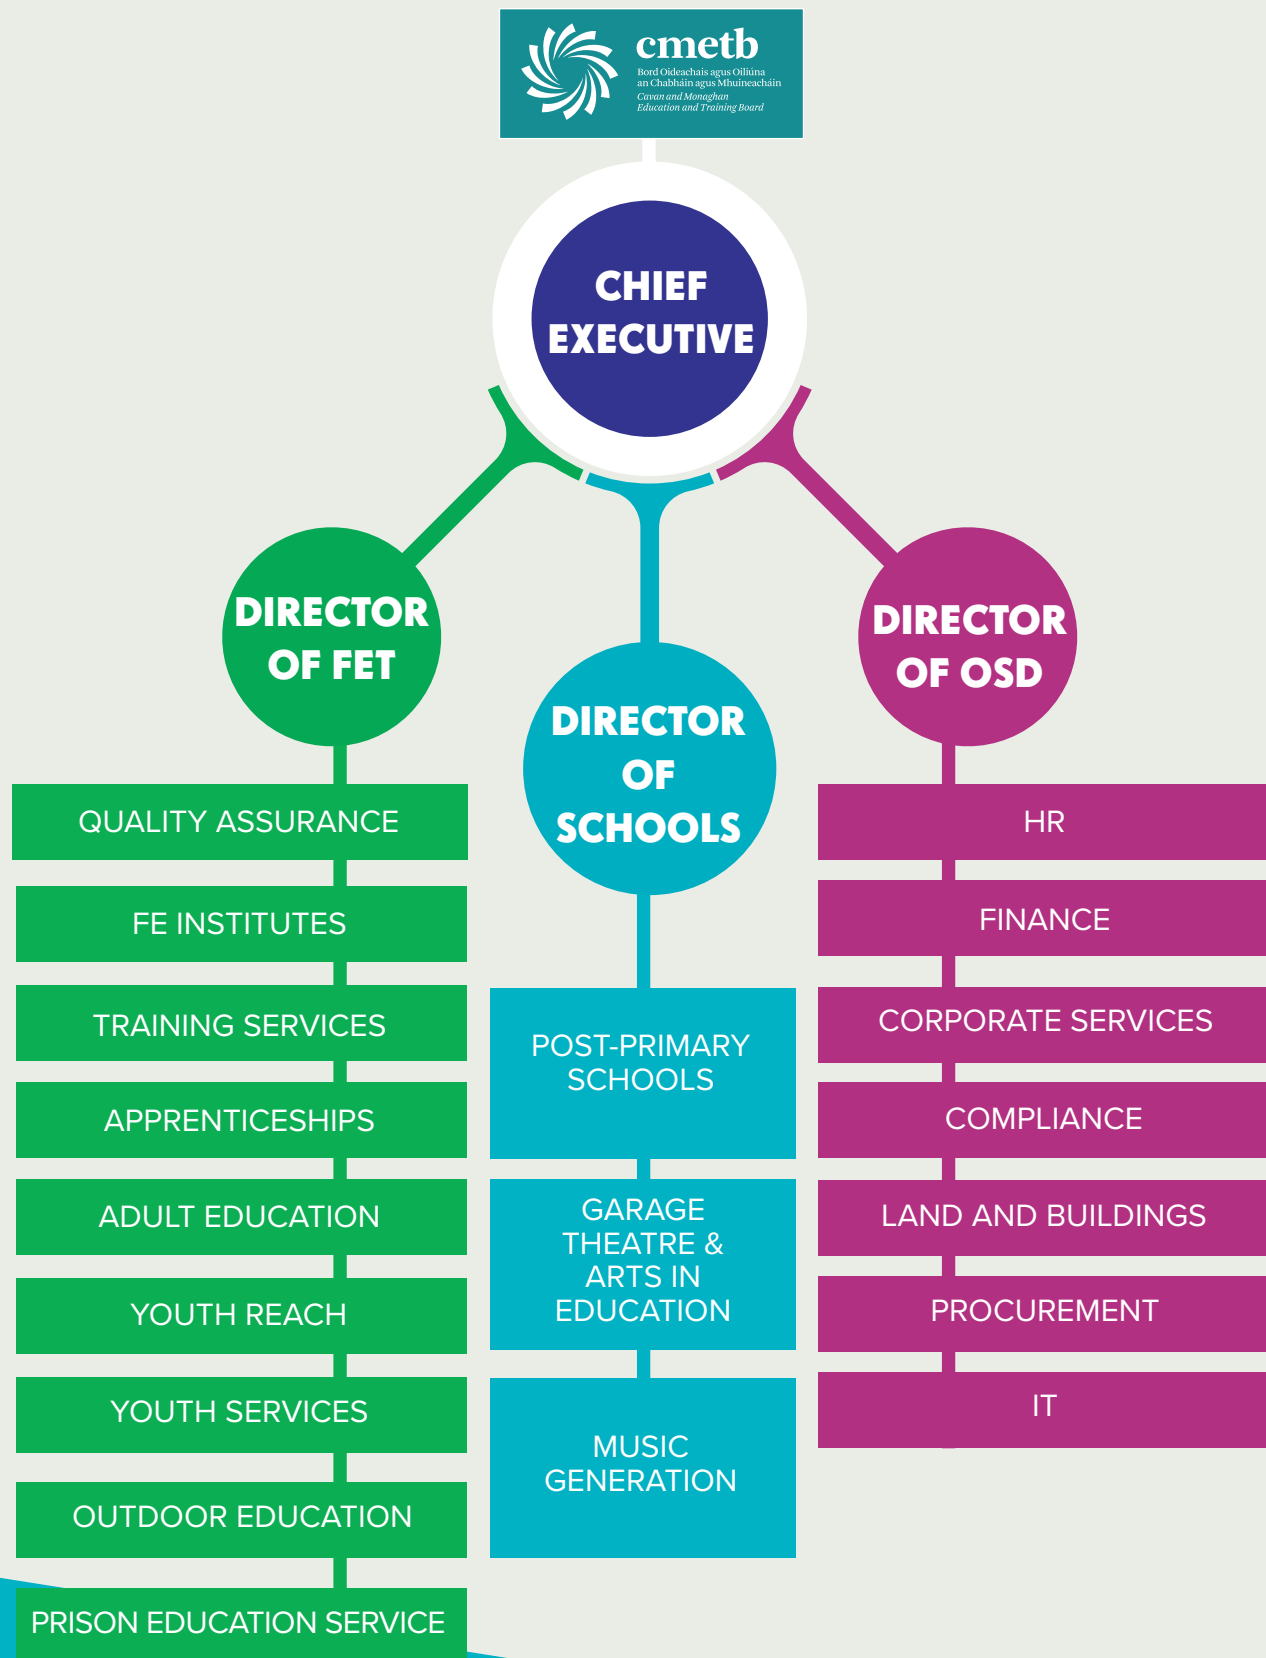 cmetb
Bord Oideachais agus Oiliúna
an Chabháin agus Mhuineacháin
Cavan and Monaghan
Education and Training Board
CHIEF
EXECUTIVE
DIRECTOR
OF FET
QUALITY ASSURANCE
FE INSTITUTES
TRAINING SERVICES
APPRENTICESHIPS
ADULT EDUCATION
YOUTH REACH
YOUTH SERVICES
OUTDOOR EDUCATION
PRISON EDUCATION SERVICE
DIRECTOR
OF
SCHOOLS
POST-PRIMARY
SCHOOLS
GARAGE
THEATRE &
ARTS IN
EDUCATION
MUSIC
GENERATION
DIRECTOR
OF OSD
HR
FINANCE
CORPORATE SERVICES
COMPLIANCE
LAND AND BUILDINGS
PROCUREMENT
IT